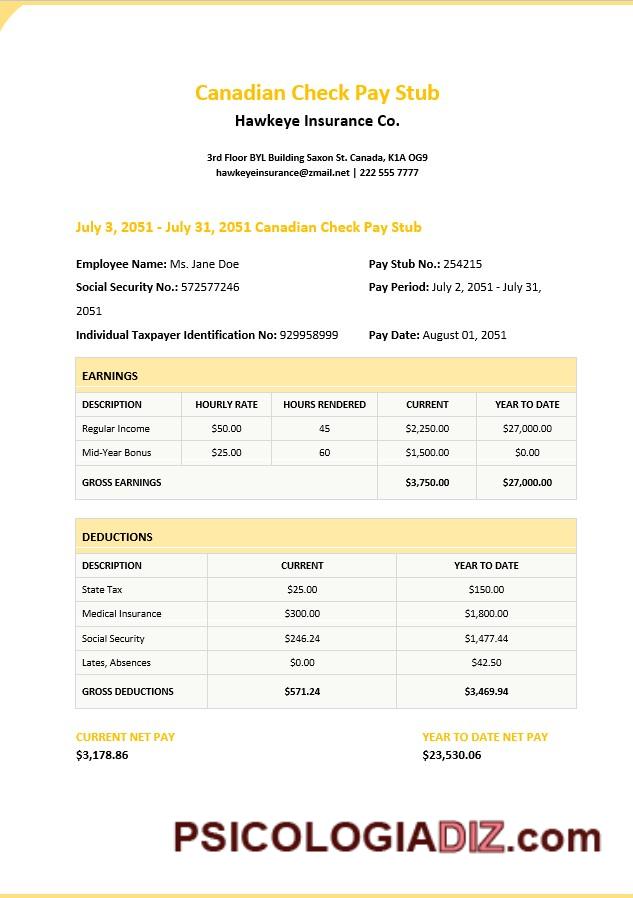 Canadian Check Pay Stub
Hawkeye Insurance Co.
3rd Floor BYL Building Saxon St. Canada, K1A OG9
hawkeyeinsurance@zmail.net | 222 555 7777
July 3, 2051 - July 31, 2051 Canadian Check Pay Stub
Employee Name: Ms. Jane Doe Pay Stub No.: 254215
Social Security No.: 572577246 Pay Period: July 2, 2051 - July 31,
2051
Individual Taxpayer Identification No: 929958999 Pay Date: August 01, 2051
EARNINGS
DESCRIPTION HOURLY RATE HOURS RENDERED CURRENT YEAR TO DATE
Regular Income $50.00 45 $2,250.00 $27,000.00
Mid-Year Bonus $25.00 60 $1,500.00 $0.00
GROSS EARNINGS $3,750.00 $27,000.00
DEDUCTIONS
DESCRIPTION CURRENT YEAR TO DATE
State Tax $25.00 $150.00
Medical Insurance $300.00 $1,800.00
Social Security $246.24 $1,477.44
Lates, Absences $0.00 $42.50
GROSS DEDUCTIONS $571.24 $3,469.94
CURRENT NET PAY YEAR TO DATE NET PAY
$3,178.86 $23,530.06
PSICOLOGIADIZ.com